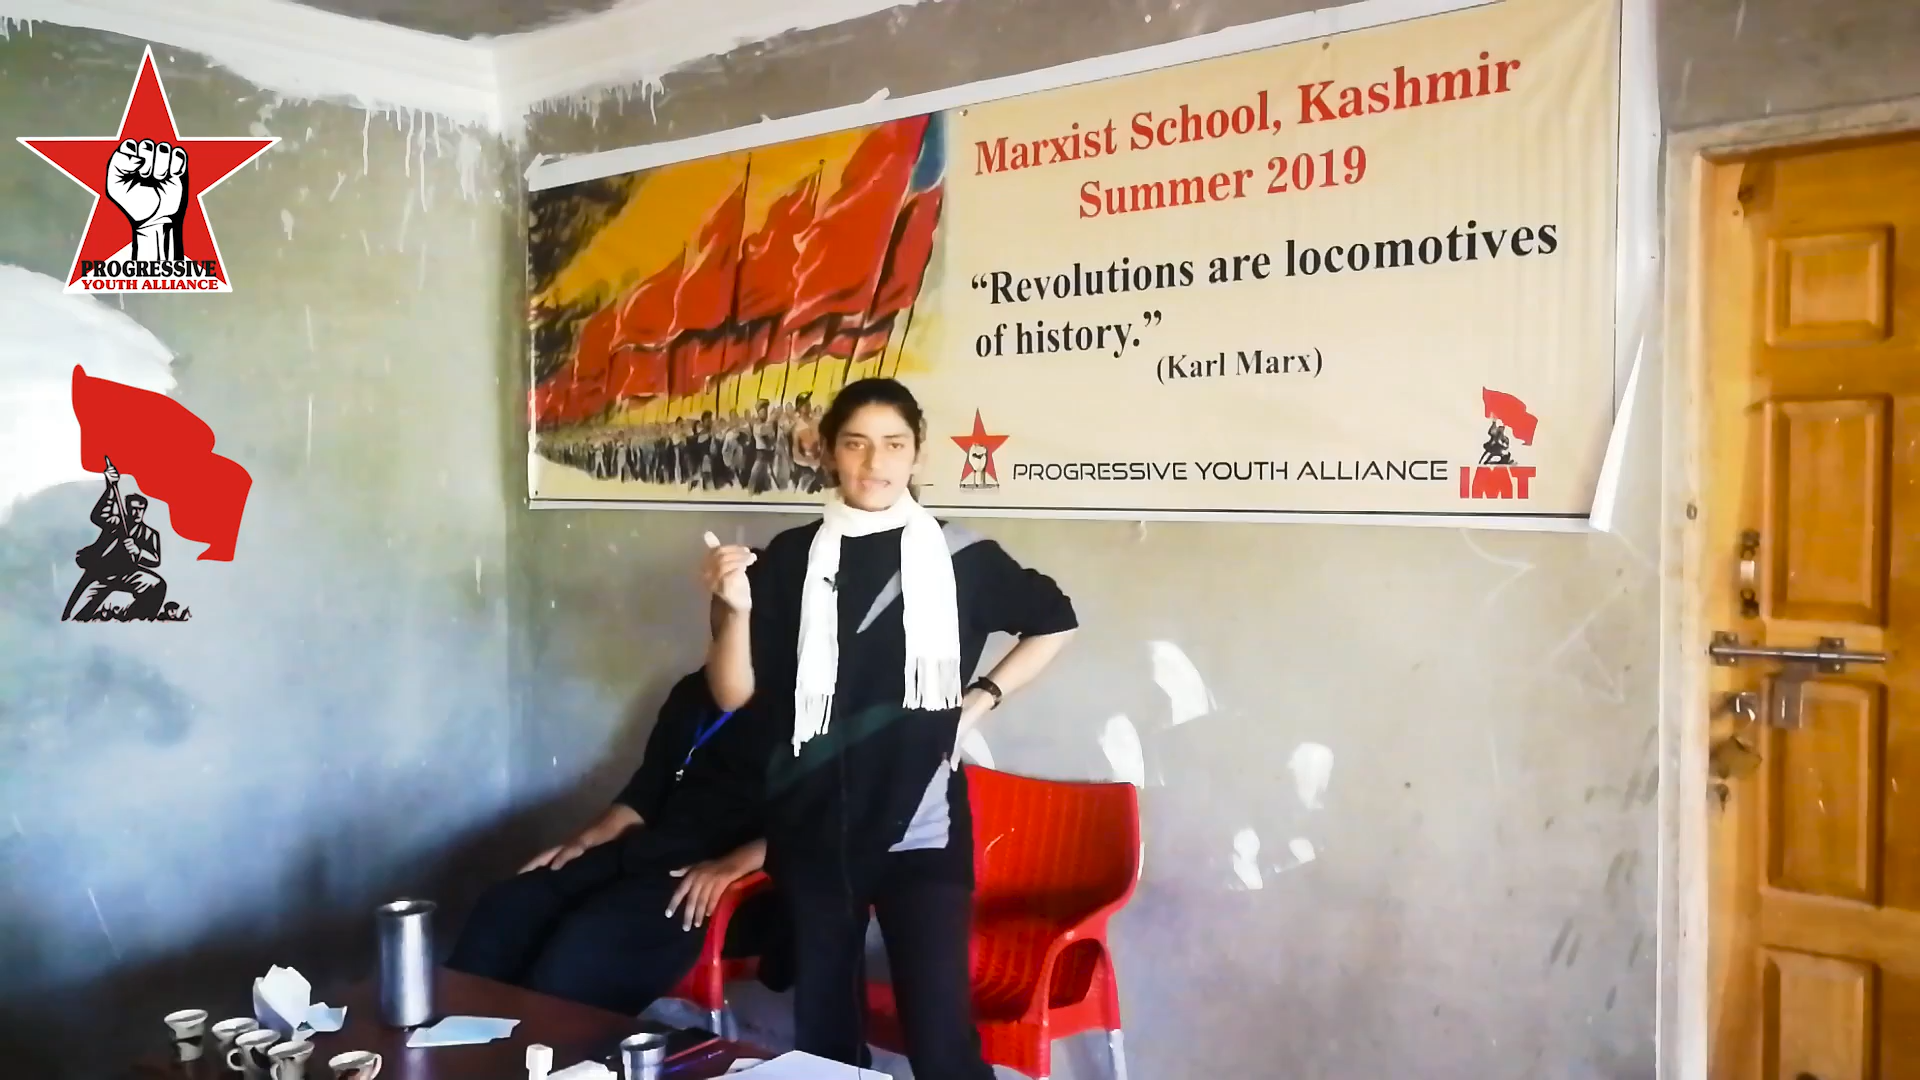 PROGRESSIVE
YOUTH ALLIANCE
Marxist School, Kashmir
Summer 2019
“Revolutions are locomotives
of history.”
(Karl Marx)
PROGRESSIVE YOUTH ALLIANCE
IMT